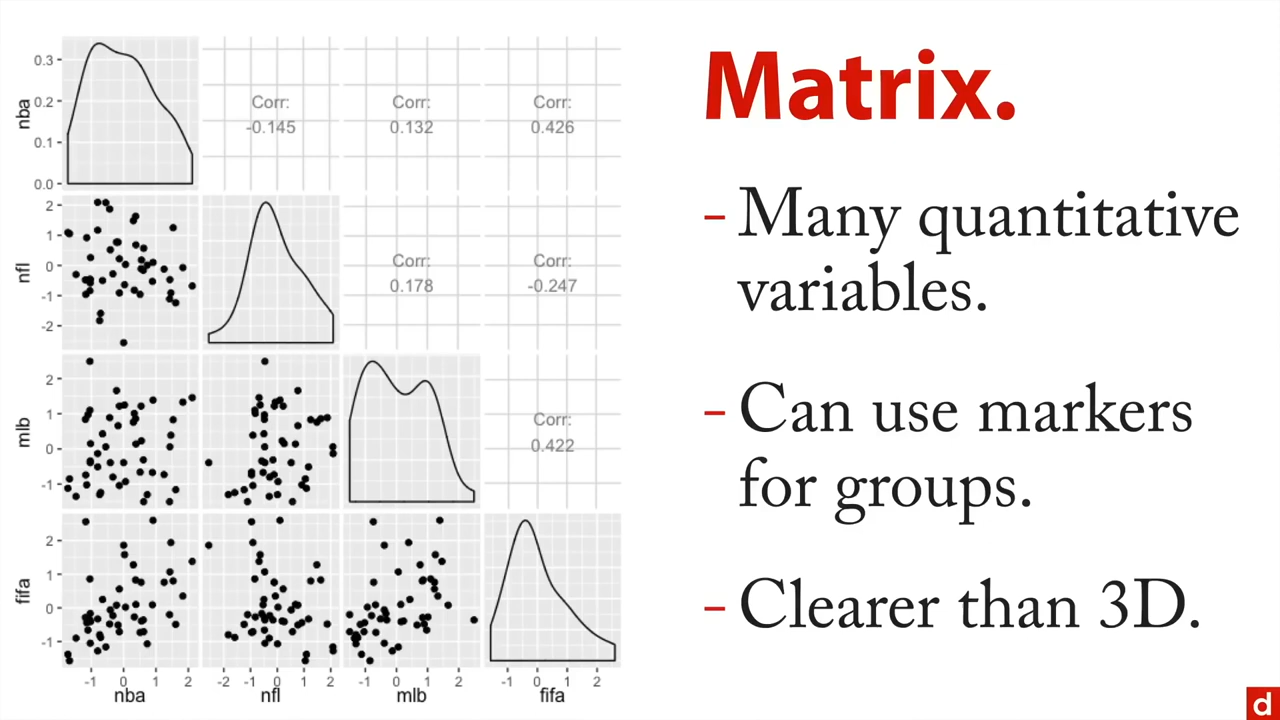 Matrix.
– Many quantitative
variables.
– Can use markers
for groups.
– Clearer than 3D.
nba
0.3
0.2
0.1
0.0
Corr:
-0.145
Corr:
0.132
Corr:
0.426
nfl
2
1
0
-1
-2
Corr:
0.178
Corr:
-0.247
mlb
2
1
0
-1
Corr:
0.422
fifa
2
1
0
-1
-1 0 1 2
-2 -1 0 1 2
-1 0 1 2
-1 0 1 2
nba nfl mlb fifa
d